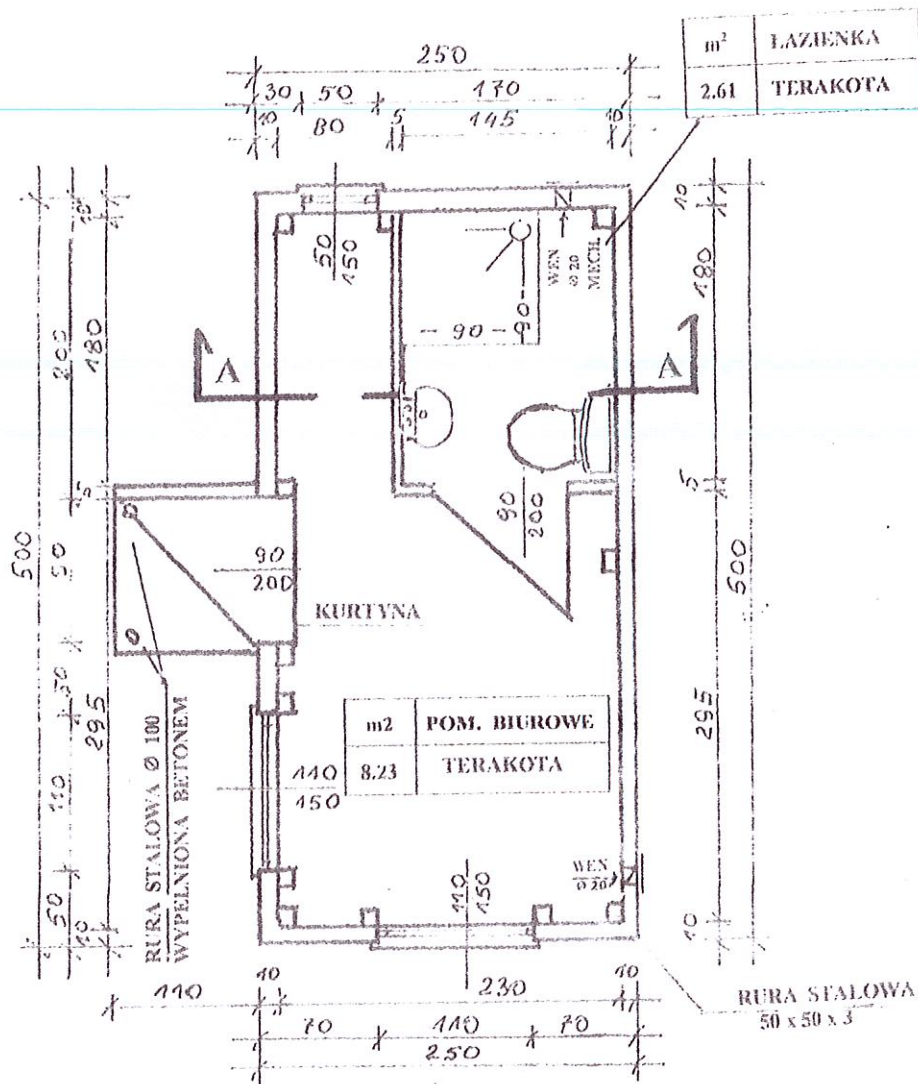 m² ŁAZIENKA
2.61 TERAKOTA
250
30 50 170
10 80 5 145 10
500
200
90
50
110
50
10
180
5
295
10
10
180
5
295
10
500
50
150
WEN
Ø 20
MECH.
- 90 -
- 90 -
A
A
55
90
200
90
200
KURTYNA
m2 POM. BIUROWE
8.23 TERAKOTA
110
150
110
150
WEN
Ø 20
RURA STALOWA Ø 100
WYPEŁNIONA BETONEM
110 10 230 10
70 110 70
250
RURA STALOWA
50 x 50 x 3